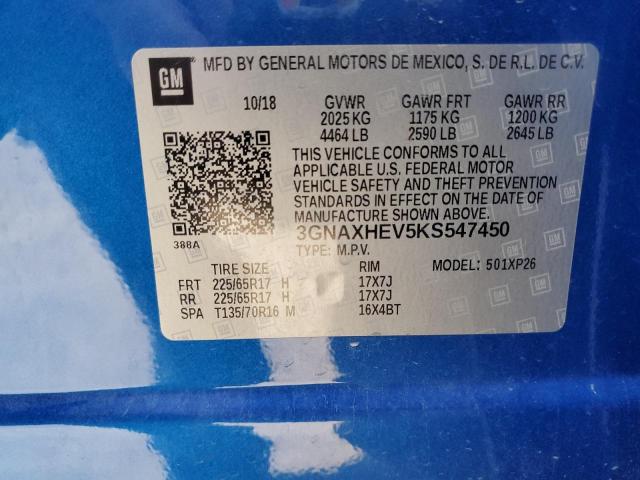 GM MFD BY GENERAL MOTORS DE MEXICO, S. DE R.L. DE C.V.
10/18 GVWR GAWR FRT GAWR RR
2025 KG 1175 KG 1200 KG
4464 LB 2590 LB 2645 LB
THIS VEHICLE CONFORMS TO ALL
APPLICABLE U.S. FEDERAL MOTOR
VEHICLE SAFETY AND THEFT PREVENTION
STANDARDS IN EFFECT ON THE DATE OF
MANUFACTURE SHOWN ABOVE.
388A
3GNAXHEV5KS547450
TYPE: M.P.V.
TIRE SIZE RIM MODEL: 501XP26
FRT 225/65R17 H 17X7J
RR 225/65R17 H 17X7J
SPA T135/70R16 M 16X4BT